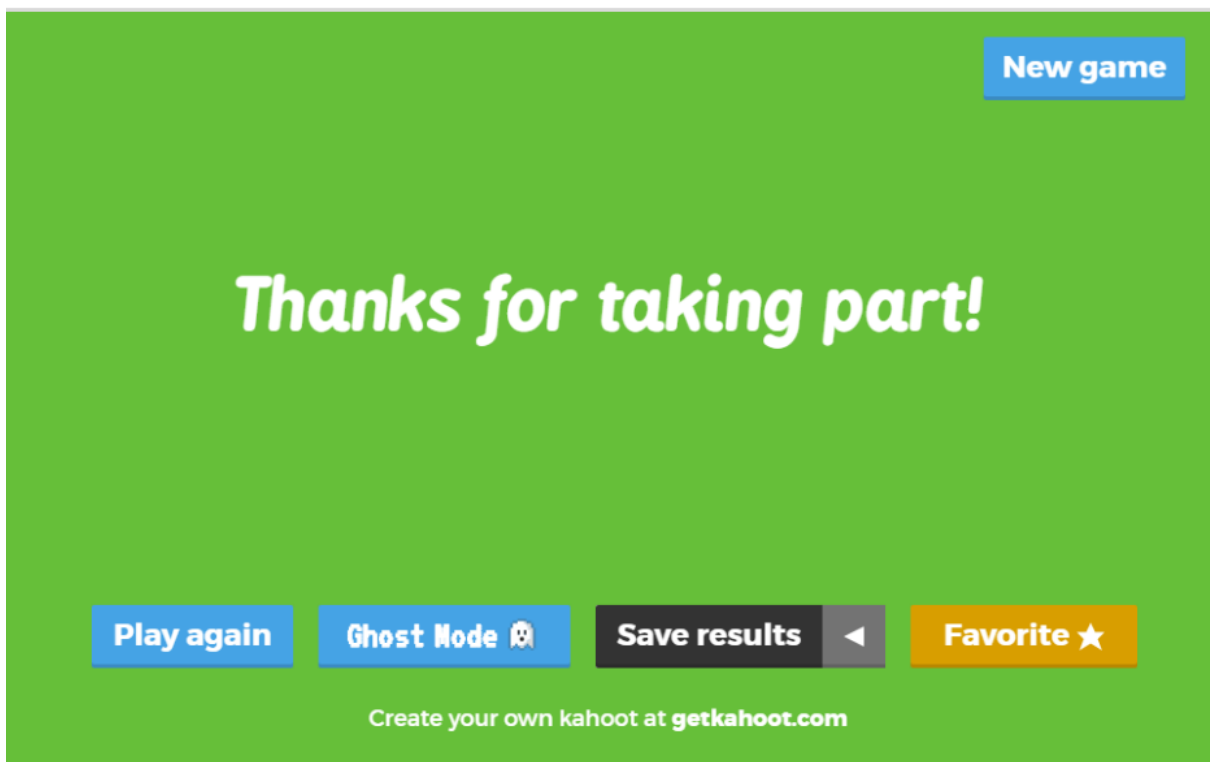 New game
Thanks for taking part!
Play again
Ghost Mode
Save results
Favorite
Create your own kahoot at getkahoot.com